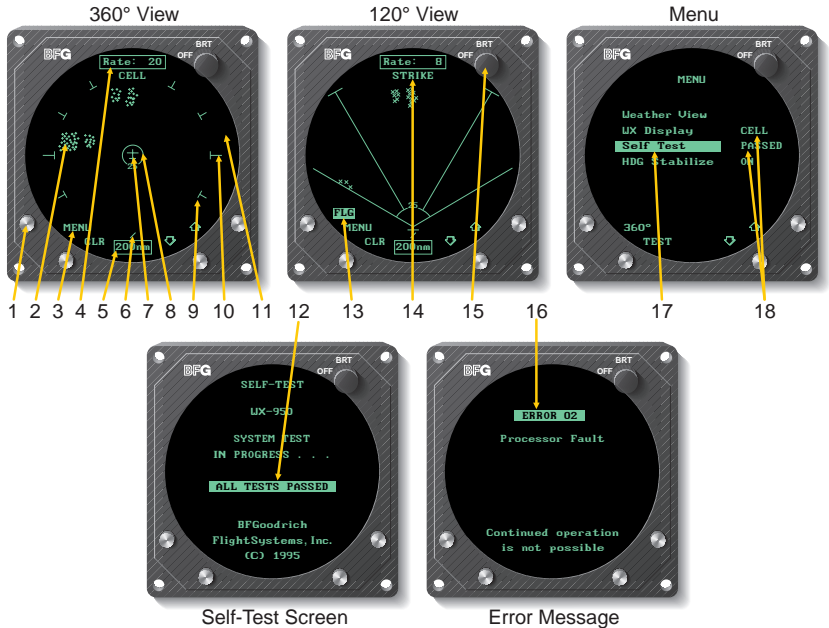 360° View
120° View
Menu
BFG
OFF
BRT
Rate: 20
CELL
25
MENU
CLR
200nm
BFG
OFF
BRT
Rate: 8
STRIKE
25
FLG
MENU
CLR
200nm
BFG
OFF
BRT
MENU
Weather View
WX Display CELL
Self Test PASSED
HDG Stabilize ON
360°
TEST
1 2 3 4 5 6 7 8 9 10 11 12 13 14 15 16 17 18
BFG
OFF
BRT
SELF-TEST
WX-950
SYSTEM TEST
IN PROGRESS . . .
ALL TESTS PASSED
BFGoodrich
FlightSystems, Inc.
(C) 1995
BFG
OFF
BRT
ERROR 02
Processor Fault
Continued operation
is not possible
Self-Test Screen
Error Message